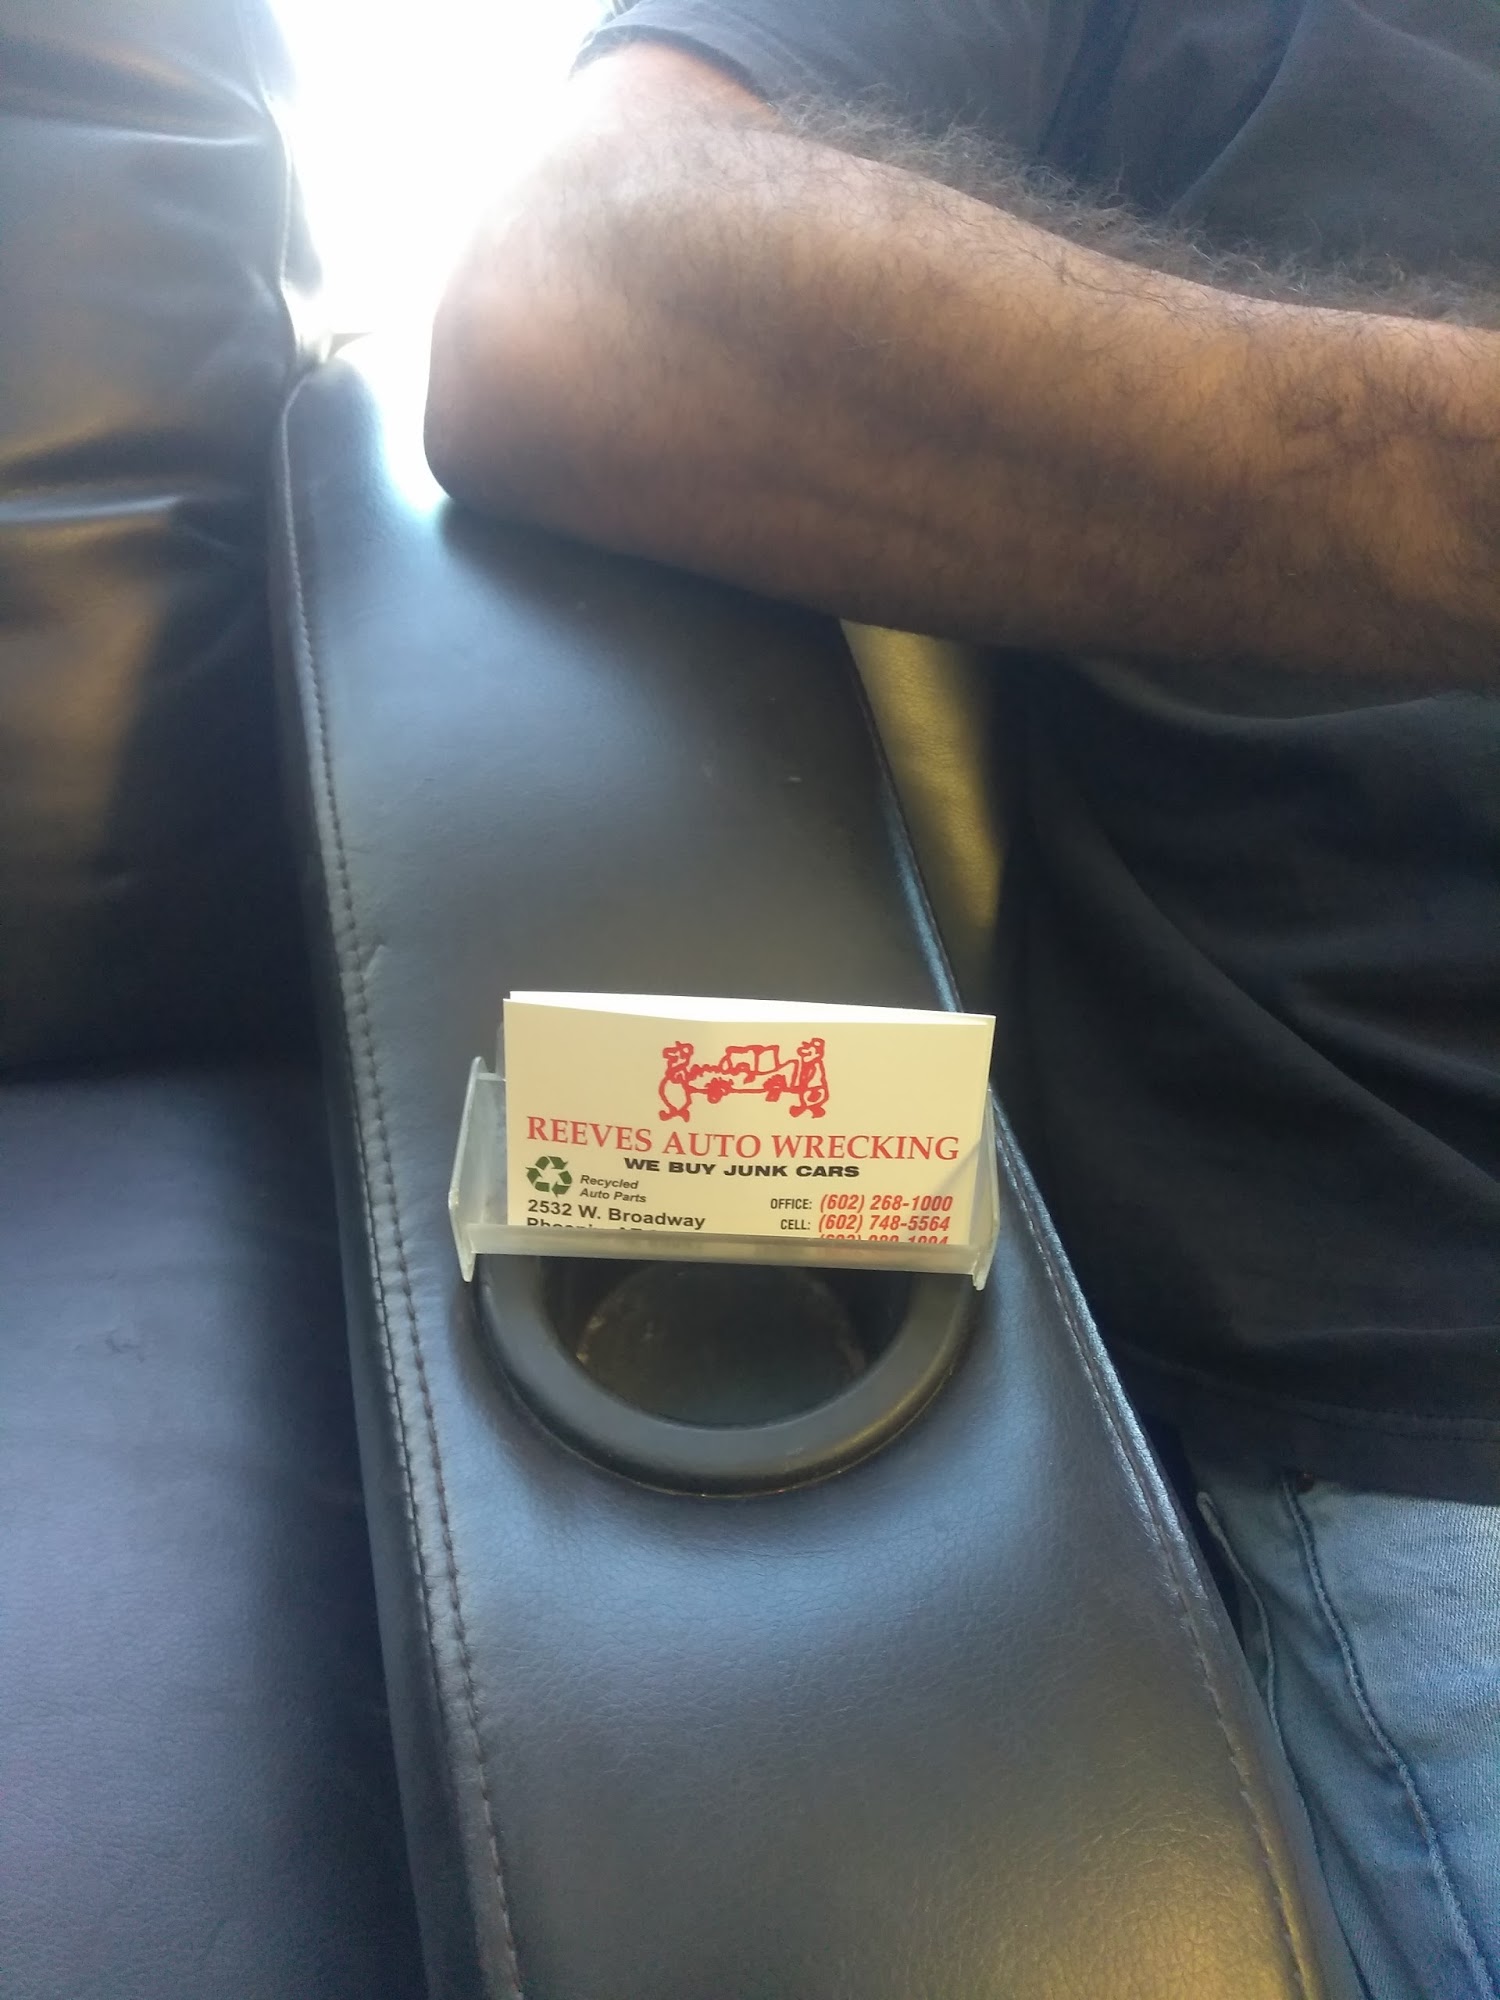 REEVES AUTO WRECKING
WE BUY JUNK CARS
Recycled
Auto Parts
2532 W. Broadway
OFFICE: (602) 268-1000
CELL: (602) 748-5564